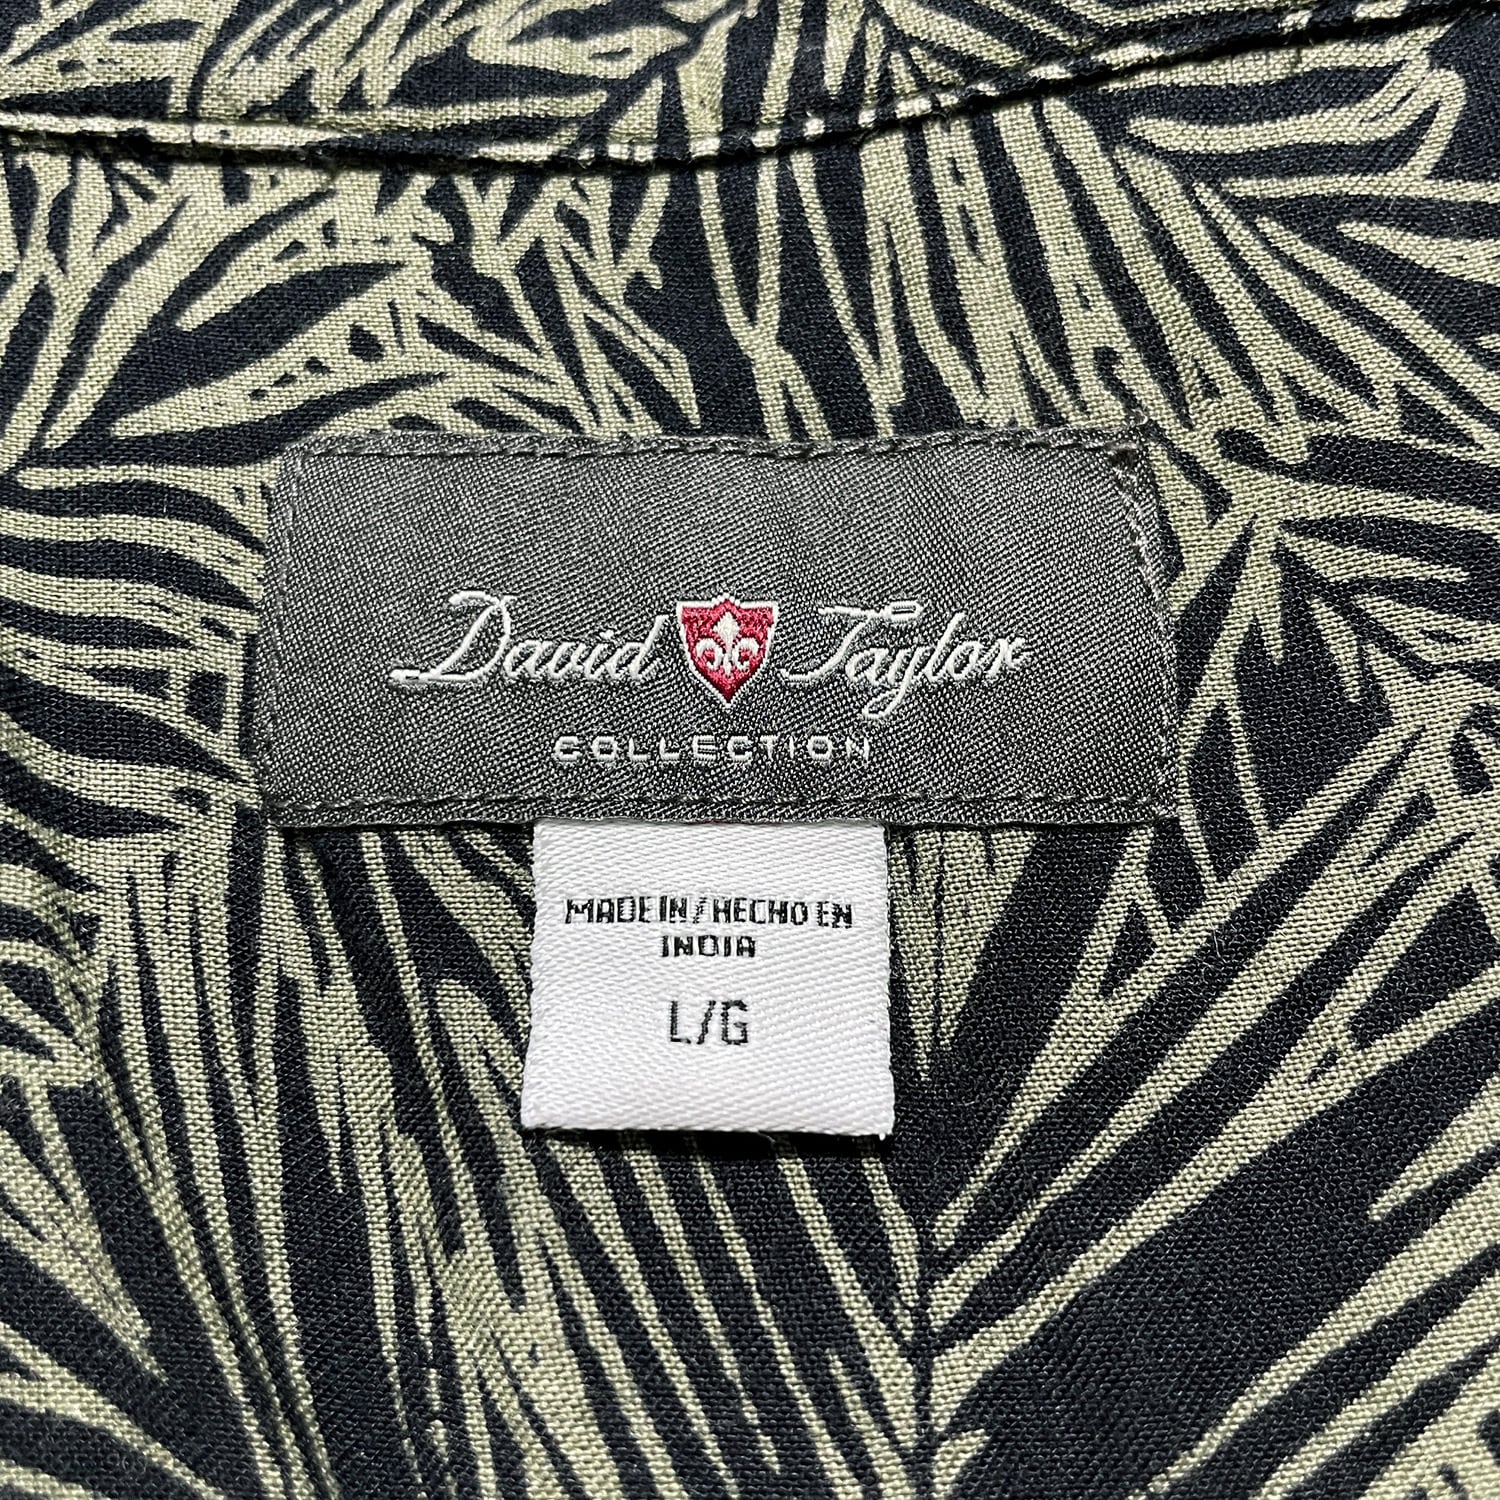 David Taylor
COLLECTION
MADE IN/HECHO EN
INDIA
L/G